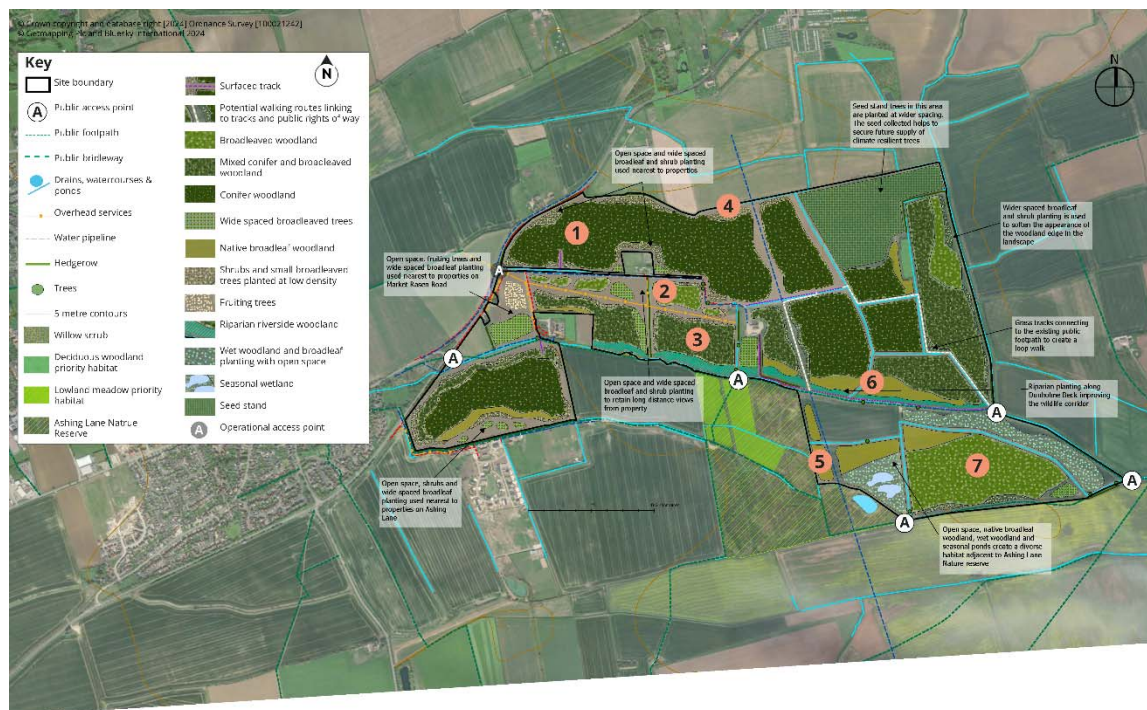 © Crown copyright and database right [2024] Ordnance Survey [100021242]
© Getmapping Plc and Bluesky International 2024
Key
N
Site boundary
A
Public access point
Public footpath
Public bridleway
Drains, watercourses &
ponds
Overhead services
Water pipeline
Hedgerow
Trees
5 metre contours
Willow scrub
Deciduous woodland
priority habitat
Lowland meadow priority
habitat
Ashing Lane Natrue
Reserve
Surfaced track
Potential walking routes linking
to tracks and public rights of way
Broadleaved woodland
Mixed conifer and broadleaved
woodland
Conifer woodland
Wide spaced broadleaved trees
Native broadleaf woodland
Shrubs and small broadleaved
trees planted at low density
Fruiting trees
Riparian riverside woodland
Wet woodland and broadleaf
planting with open space
Seasonal wetland
Seed stand
A
Operational access point
N
Seed stand trees in this area
are planted at wider spacing.
The seed collected helps to
secure future supply of
climate resilient trees
Open space and wide spaced
broadleaf and shrub planting
used nearest to properties
Wider spaced broadleaf
and shrub planting is used
to soften the appearance of
the woodland edge in the
landscape
Open space, fruiting trees and
wide spaced broadleaf planting
used nearest to properties on
Market Rasen Road
Grass tracks connecting
to the existing public
footpath to create a
loop walk
Open space and wide spaced
broadleaf and shrub planting
to retain long distance views
from property
Riparian planting along
Dunholme Beck improving
the wildlife corridor
Open space, shrubs and
wide spaced broadleaf
planting used nearest to
properties on Ashing
Lane
Open space, native broadleaf
woodland, wet woodland and
seasonal ponds create a diverse
habitat adjacent to Ashing Lane
Nature reserve
1
2
3
4
5
6
7
A
A
A
A
A
A